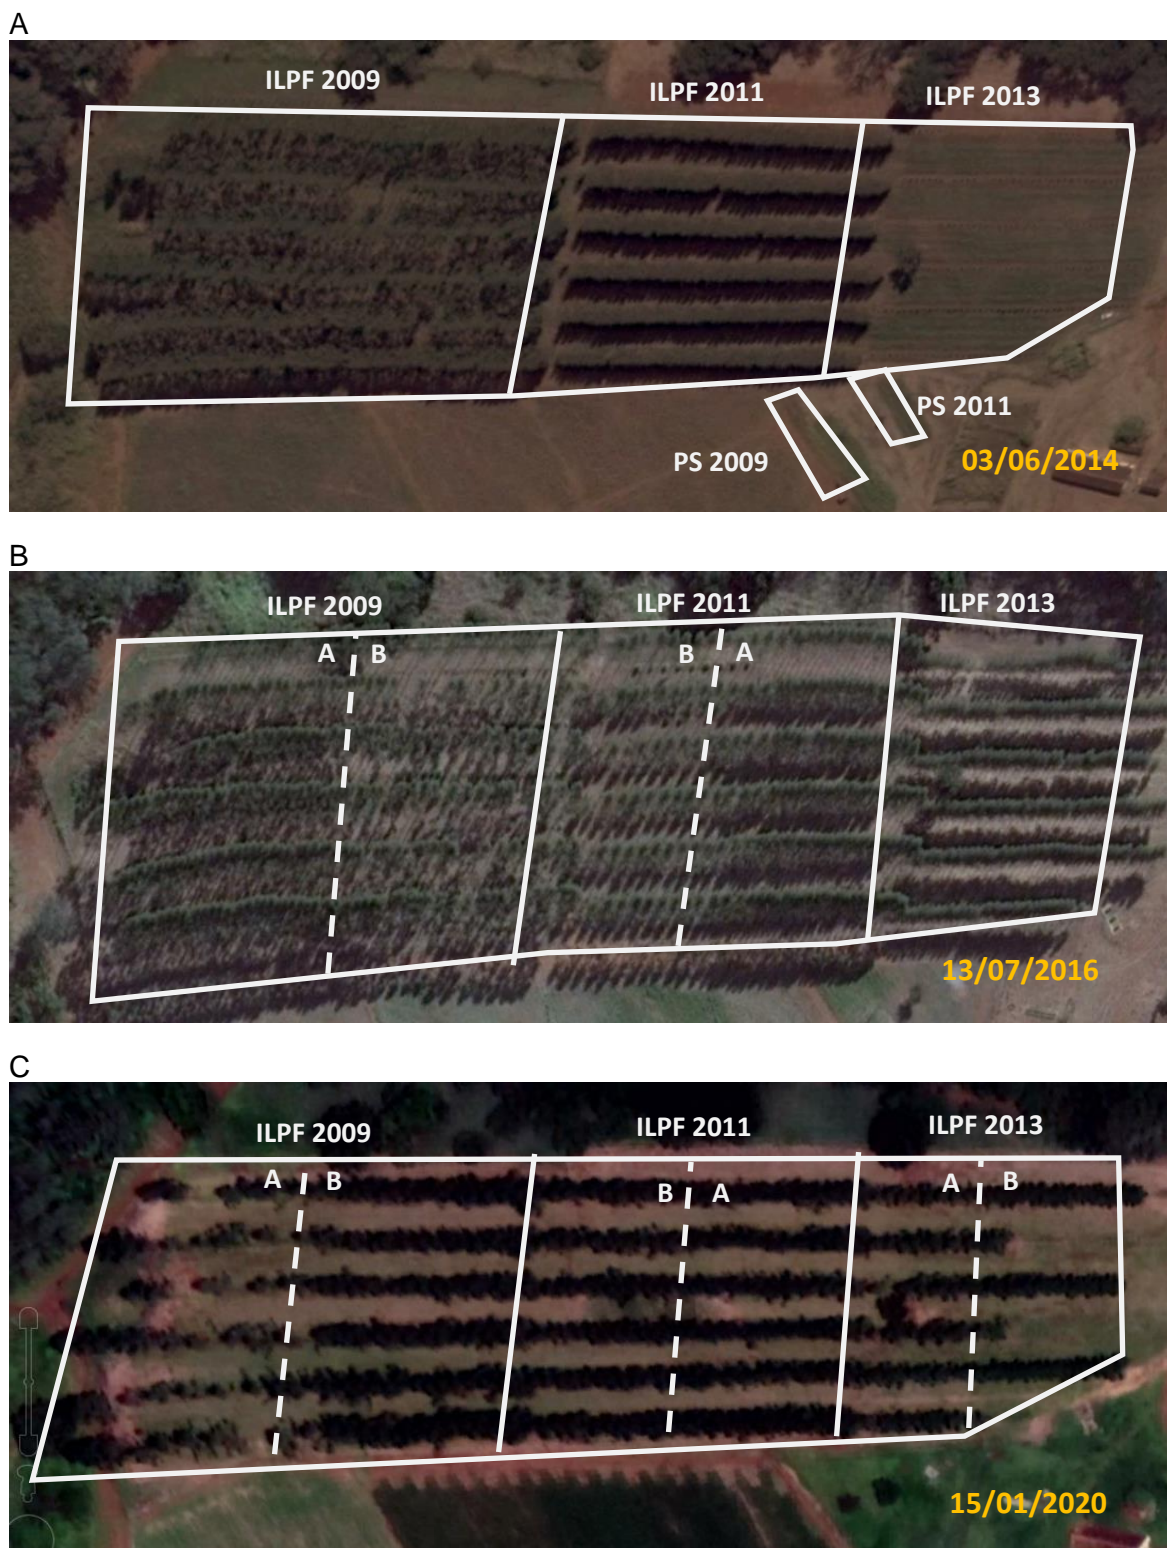 A
ILPF 2009
ILPF 2011
ILPF 2013
PS 2011
PS 2009
03/06/2014
B
ILPF 2009
ILPF 2011
ILPF 2013
A B
B A
13/07/2016
C
ILPF 2009
ILPF 2011
ILPF 2013
A B
B A
A B
15/01/2020